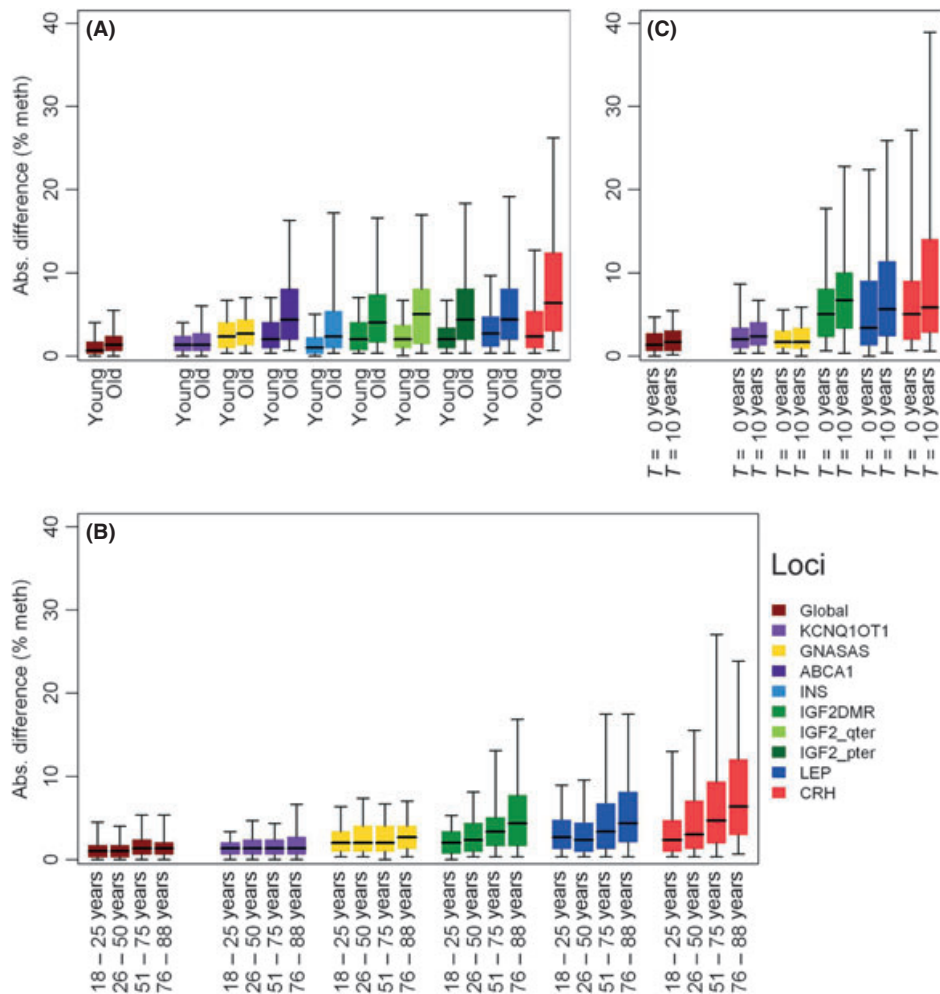 (A)
Abs. difference (% meth)
40
30
20
10
0
Young
Old
Young
Old
Young
Old
Young
Old
Young
Old
Young
Old
Young
Old
Young
Old
Young
Old
Young
Old
(C)
40
30
20
10
0
T = 0 years
T = 10 years
T = 0 years
T = 10 years
T = 0 years
T = 10 years
T = 0 years
T = 10 years
T = 0 years
T = 10 years
T = 0 years
T = 10 years
(B)
Abs. difference (% meth)
40
30
20
10
0
18 – 25 years
26 – 50 years
51 – 75 years
76 – 88 years
18 – 25 years
26 – 50 years
51 – 75 years
76 – 88 years
18 – 25 years
26 – 50 years
51 – 75 years
76 – 88 years
18 – 25 years
26 – 50 years
51 – 75 years
76 – 88 years
18 – 25 years
26 – 50 years
51 – 75 years
76 – 88 years
18 – 25 years
26 – 50 years
51 – 75 years
76 – 88 years
Loci
Global
KCNQ1OT1
GNASAS
ABCA1
INS
IGF2DMR
IGF2_qter
IGF2_pter
LEP
CRH